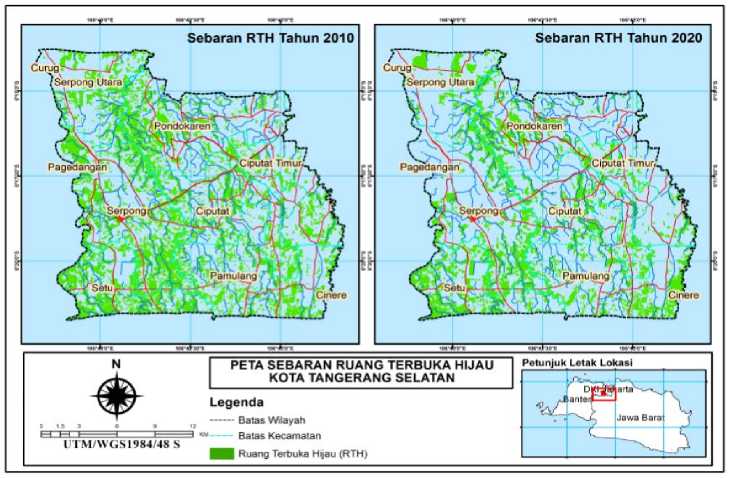 Sebaran RTH Tahun 2010
Curug
Serpong Utara
Pondokaren
Ciputat Timur
Pagedangan
Serpong
Ciputat
Pamulang
Setu
Cinere
Sebaran RTH Tahun 2020
Curug
Serpong Utara
Pondokaren
Ciputat Timur
Pagedangan
Serpong
Ciputat
Pamulang
Setu
Cinere
N
0 1.5 3 6 9 12
KM
UTM/WGS1984/48 S
PETA SEBARAN RUANG TERBUKA HIJAU
KOTA TANGERANG SELATAN
Legenda
Batas Wilayah
Batas Kecamatan
Ruang Terbuka Hijau (RTH)
Petunjuk Letak Lokasi
DKI Jakarta
Banten
Jawa Barat